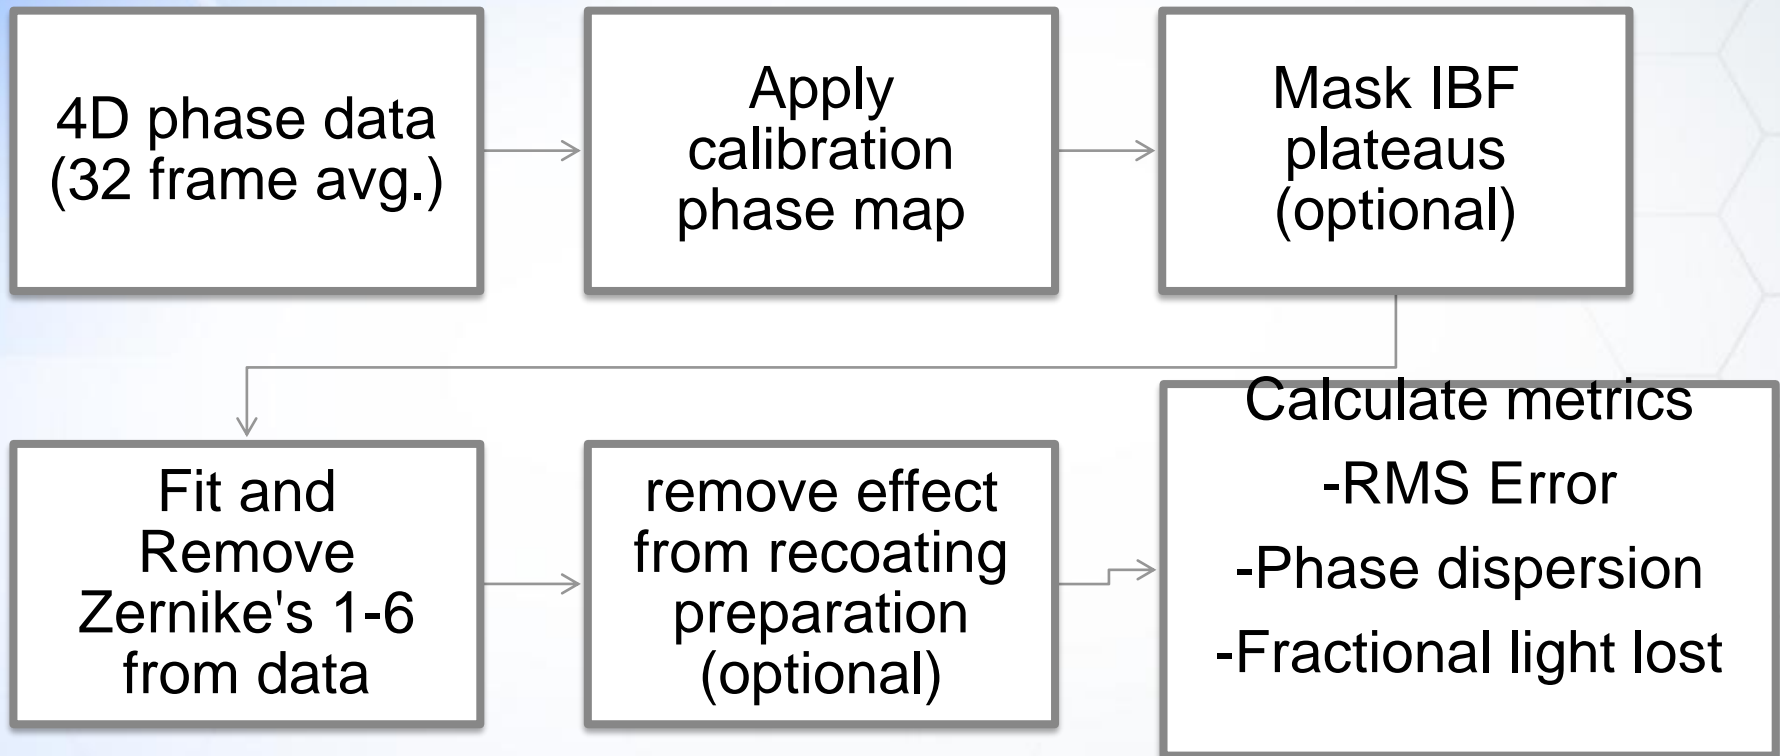 4D phase data
(32 frame avg.)
Apply
calibration
phase map
Mask IBF
plateaus
(optional)
Fit and
Remove
Zernike's 1-6
from data
remove effect
from recoating
preparation
(optional)
Calculate metrics
-RMS Error
-Phase dispersion
-Fractional light lost